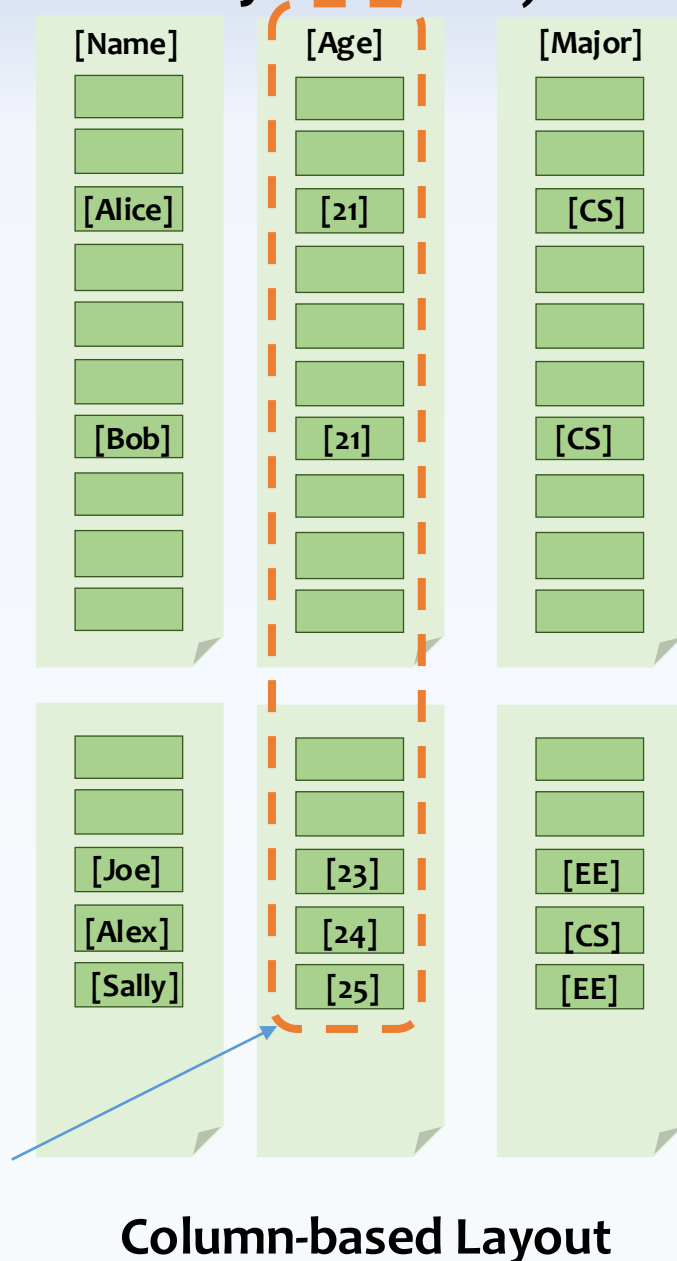 [Name] [Age] [Major]
[Alice] [21] [CS]
[Bob] [21] [CS]
[Joe] [23] [EE]
[Alex] [24] [CS]
[Sally] [25] [EE]
Column-based Layout